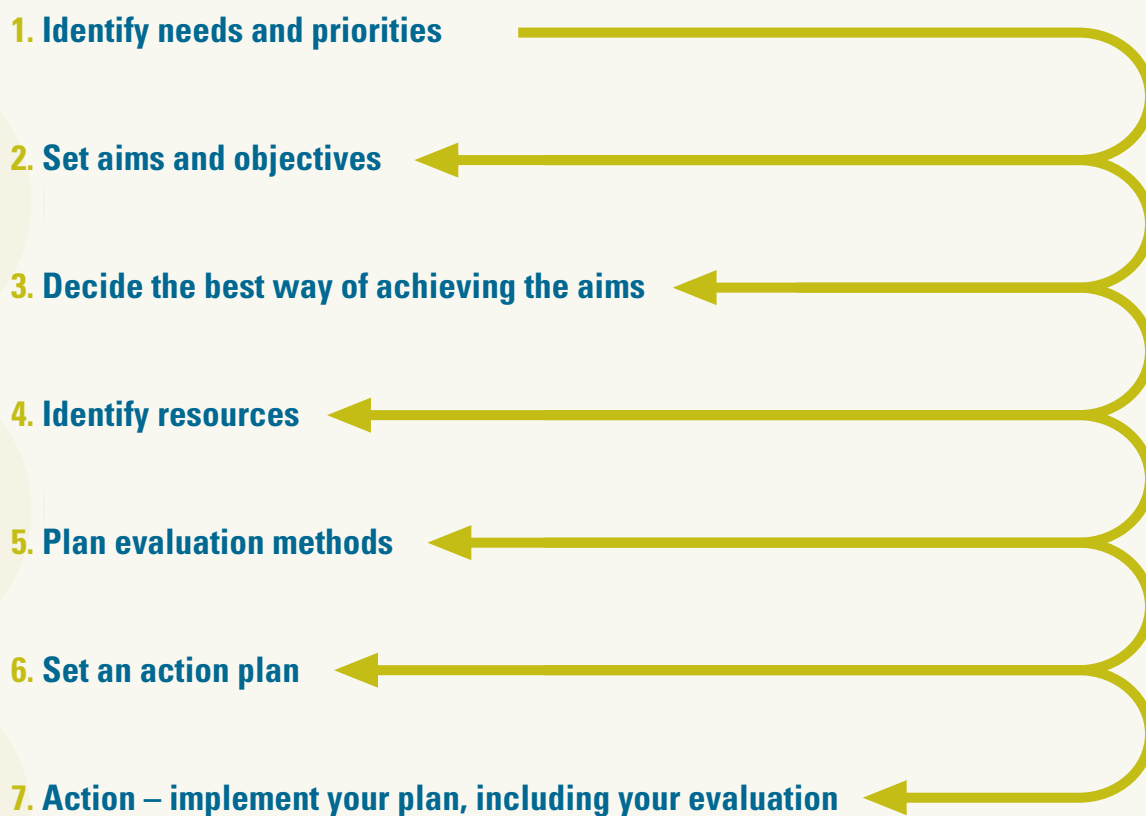 1. Identify needs and priorities
2. Set aims and objectives
3. Decide the best way of achieving the aims
4. Identify resources
5. Plan evaluation methods
6. Set an action plan
7. Action – implement your plan, including your evaluation